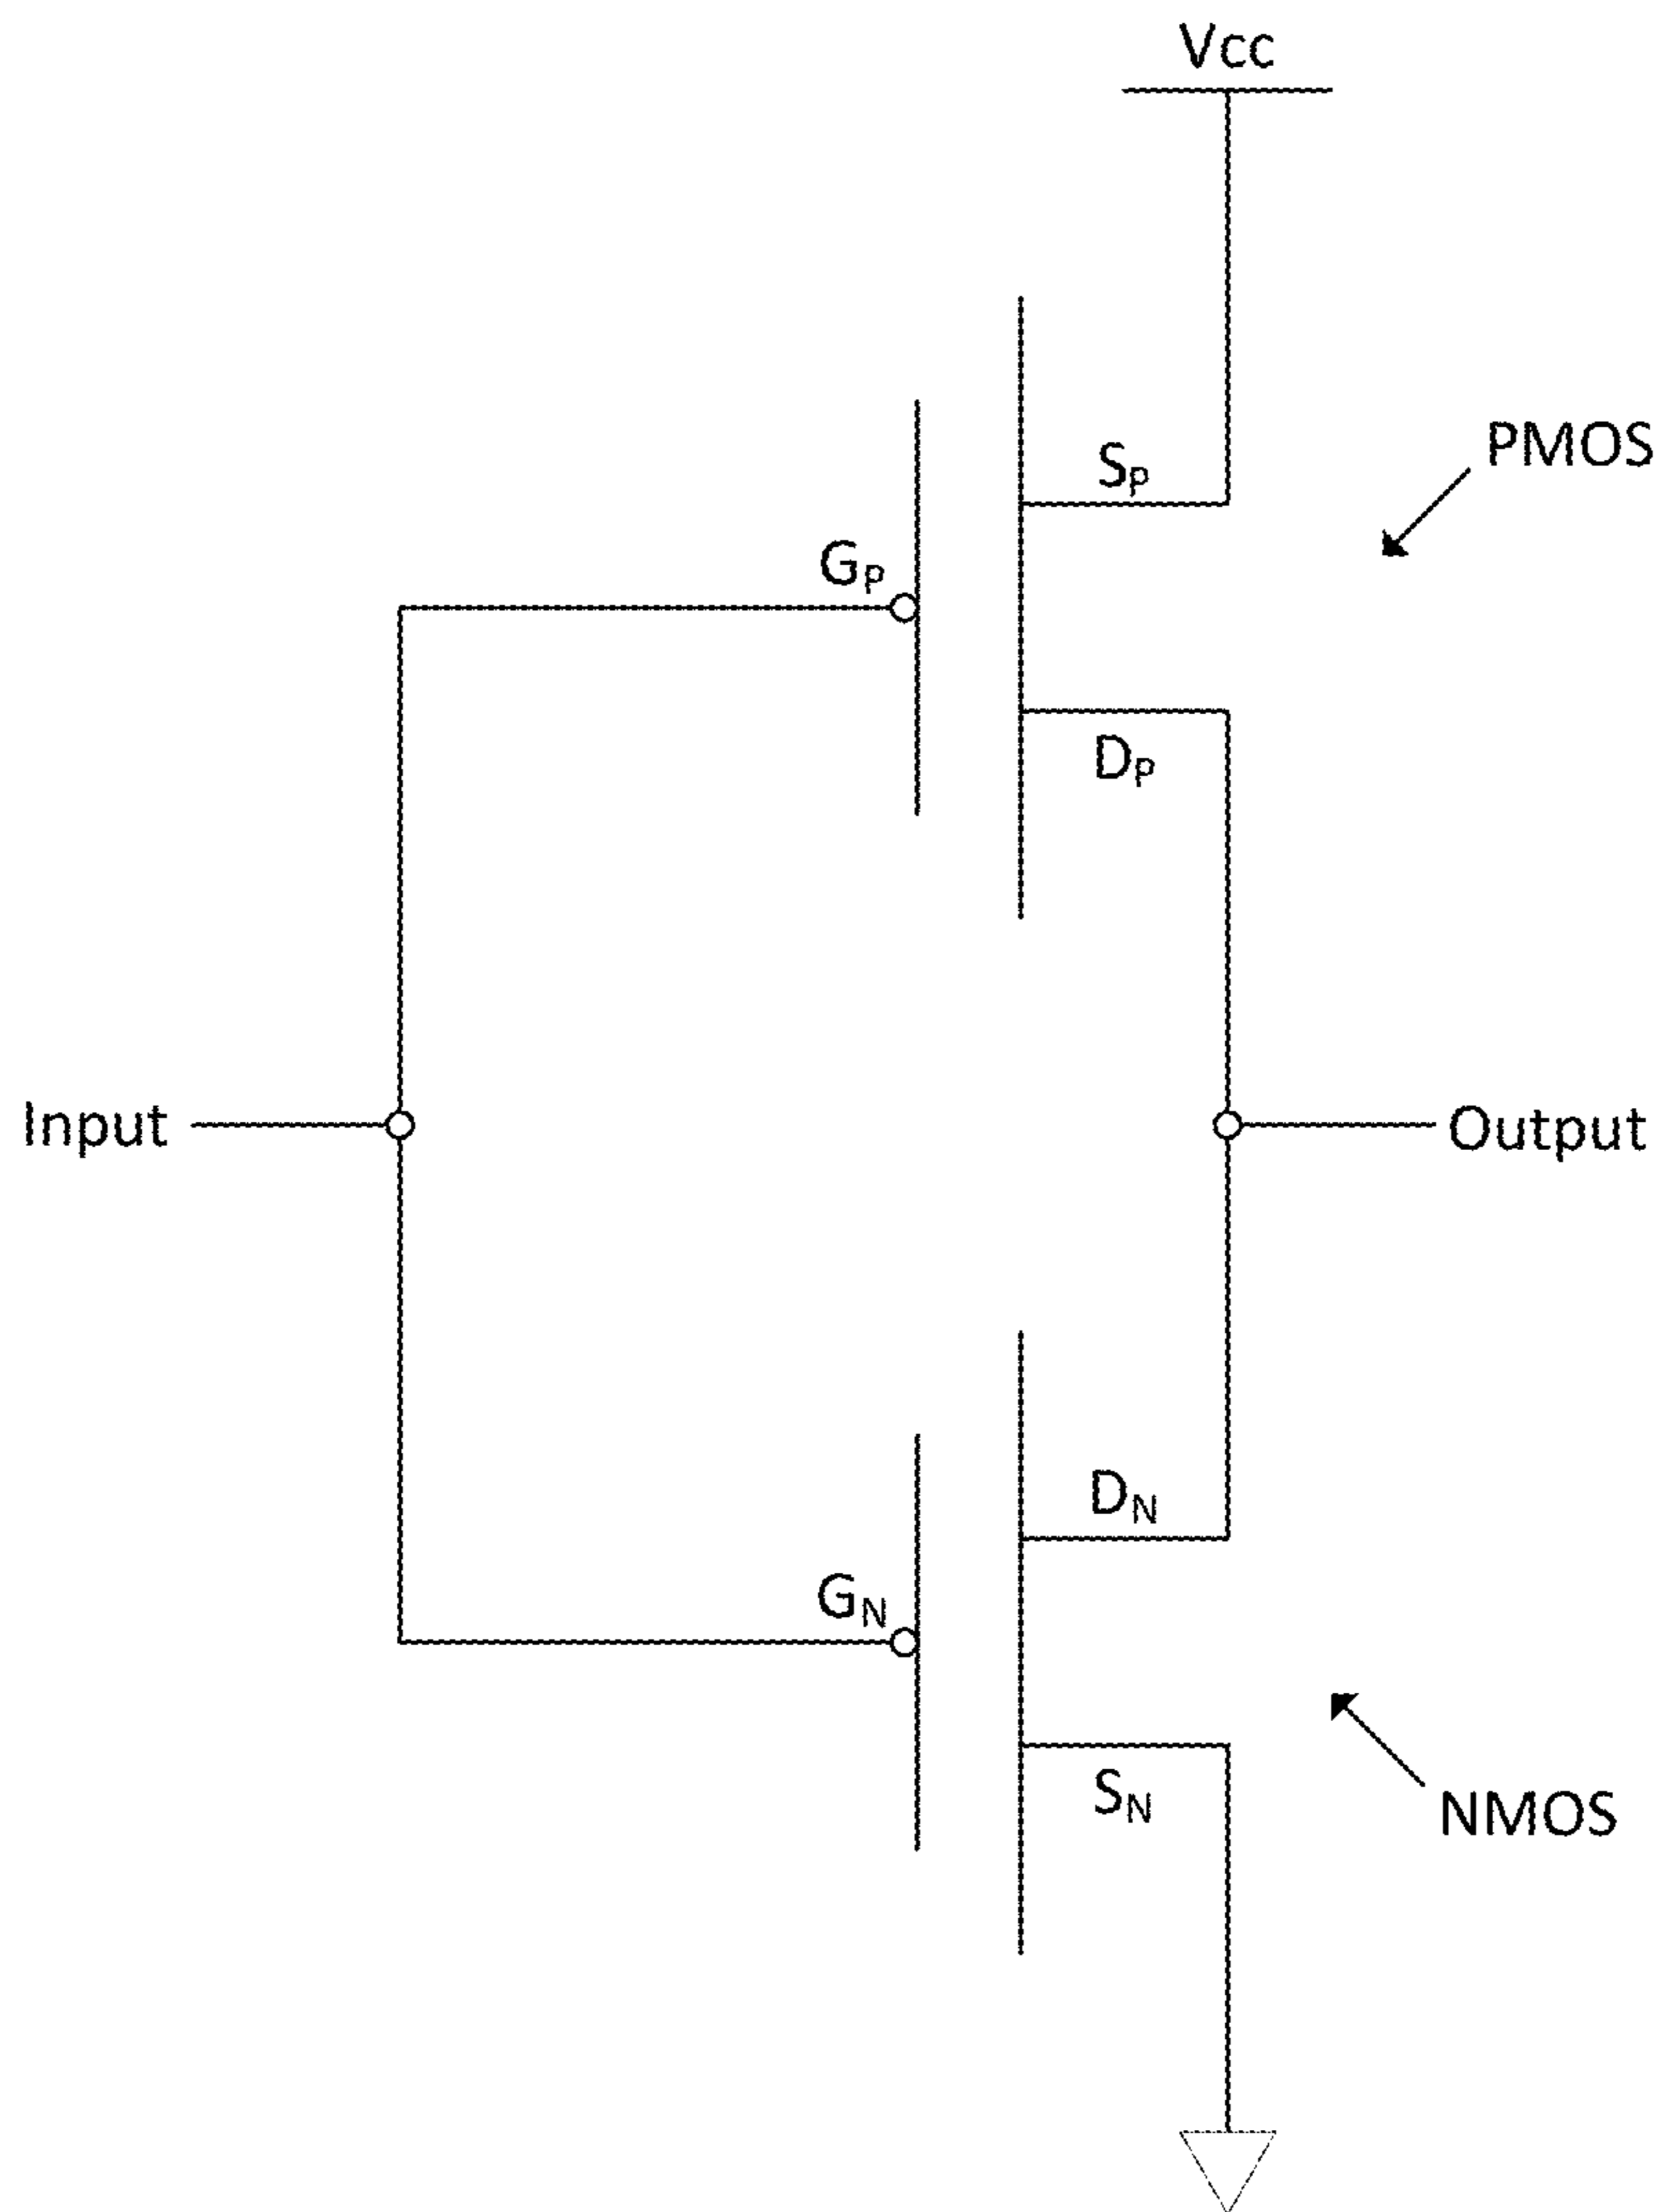 Vcc
PMOS
SP
GP
DP
Input
Output
DN
GN
SN
NMOS